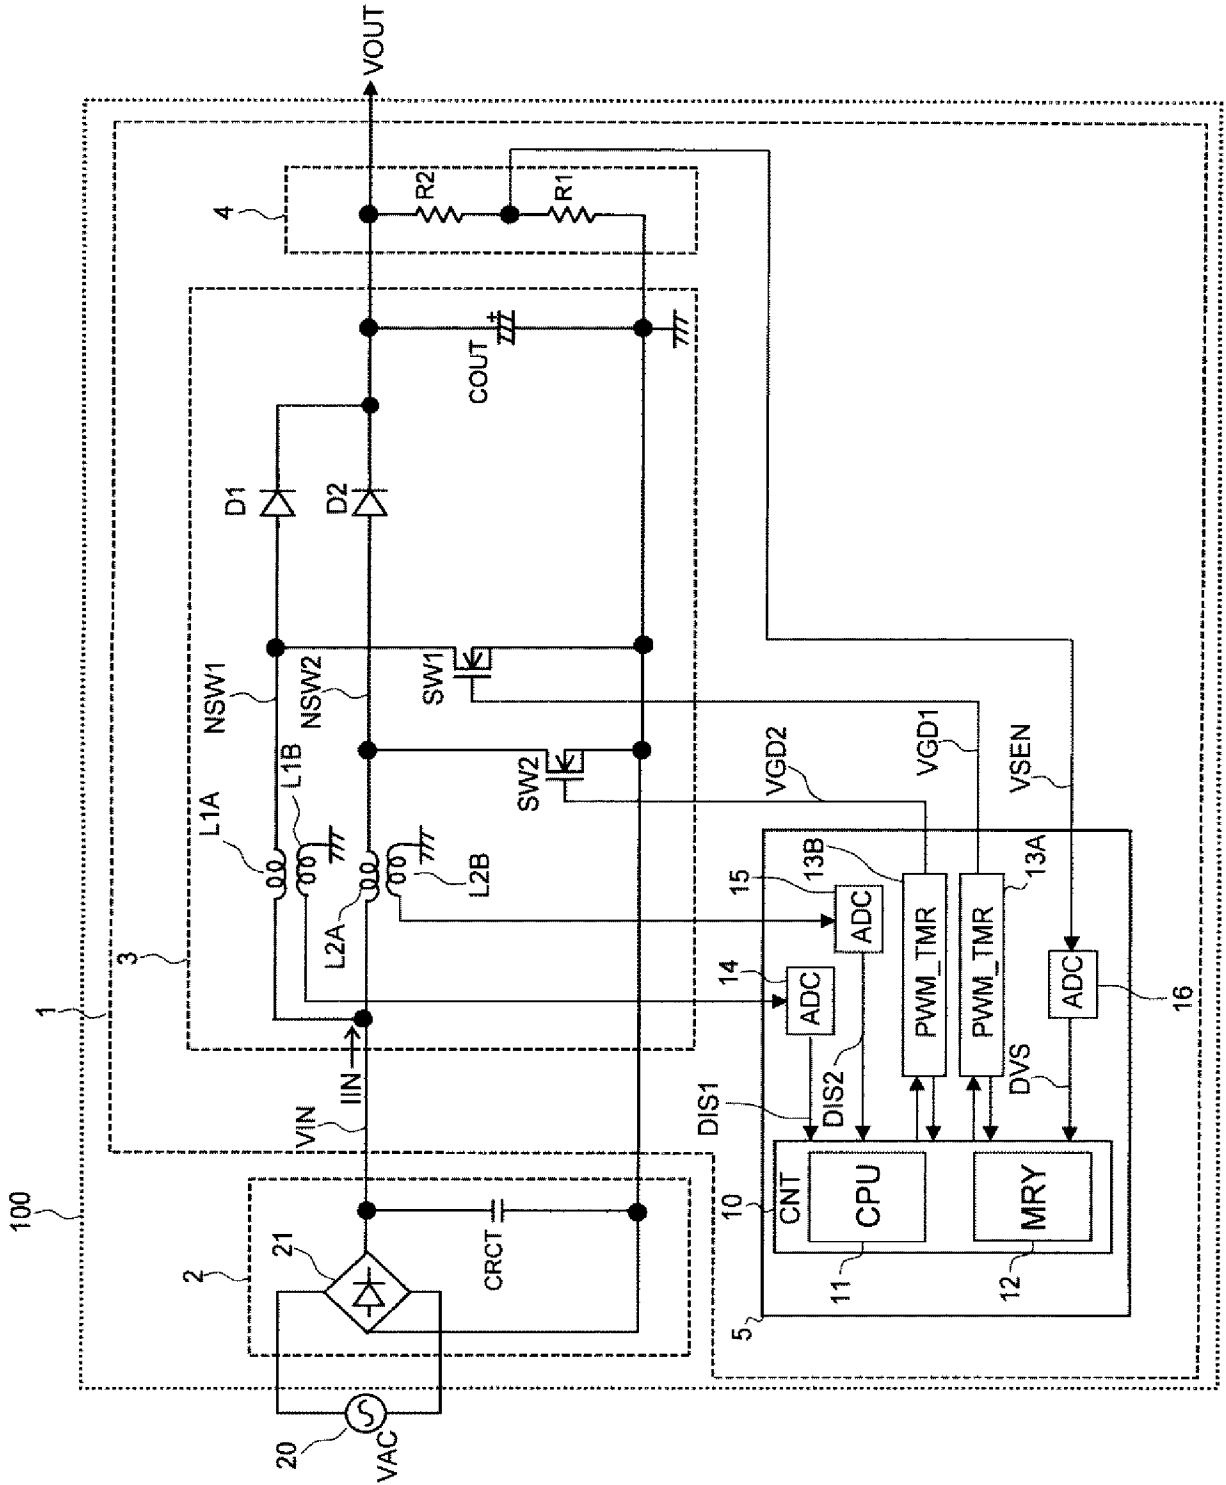 100
1
3
4
VOUT
20
VAC
2
21
CRCT
VIN
IIN
L1A
L1B
L2A
L2B
NSW1
NSW2
D1
D2
SW1
SW2
COUT
R2
R1
VGD2
VGD1
VSEN
5
10
CNT
11
CPU
12
MRY
DIS1
DIS2
DVS
14
ADC
15
ADC
13B
PWM_TMR
PWM_TMR
13A
ADC
16